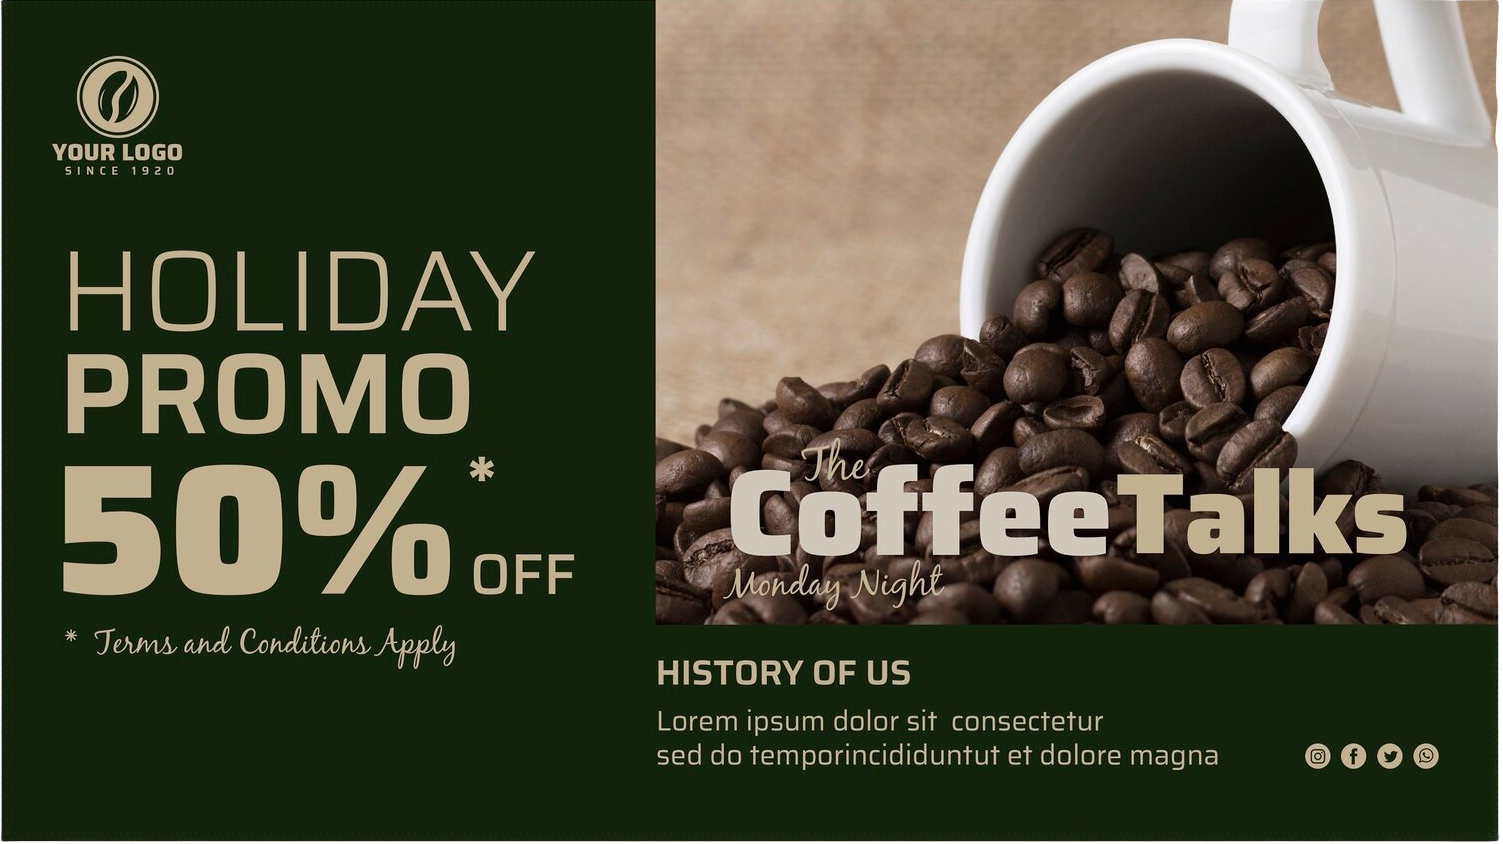 YOUR LOGO
SINCE 1920
HOLIDAY
PROMO
50%* OFF
* Terms and Conditions Apply
The
CoffeeTalks
Monday Night
HISTORY OF US
Lorem ipsum dolor sit  consectetur
sed do temporincididuntut et dolore magna